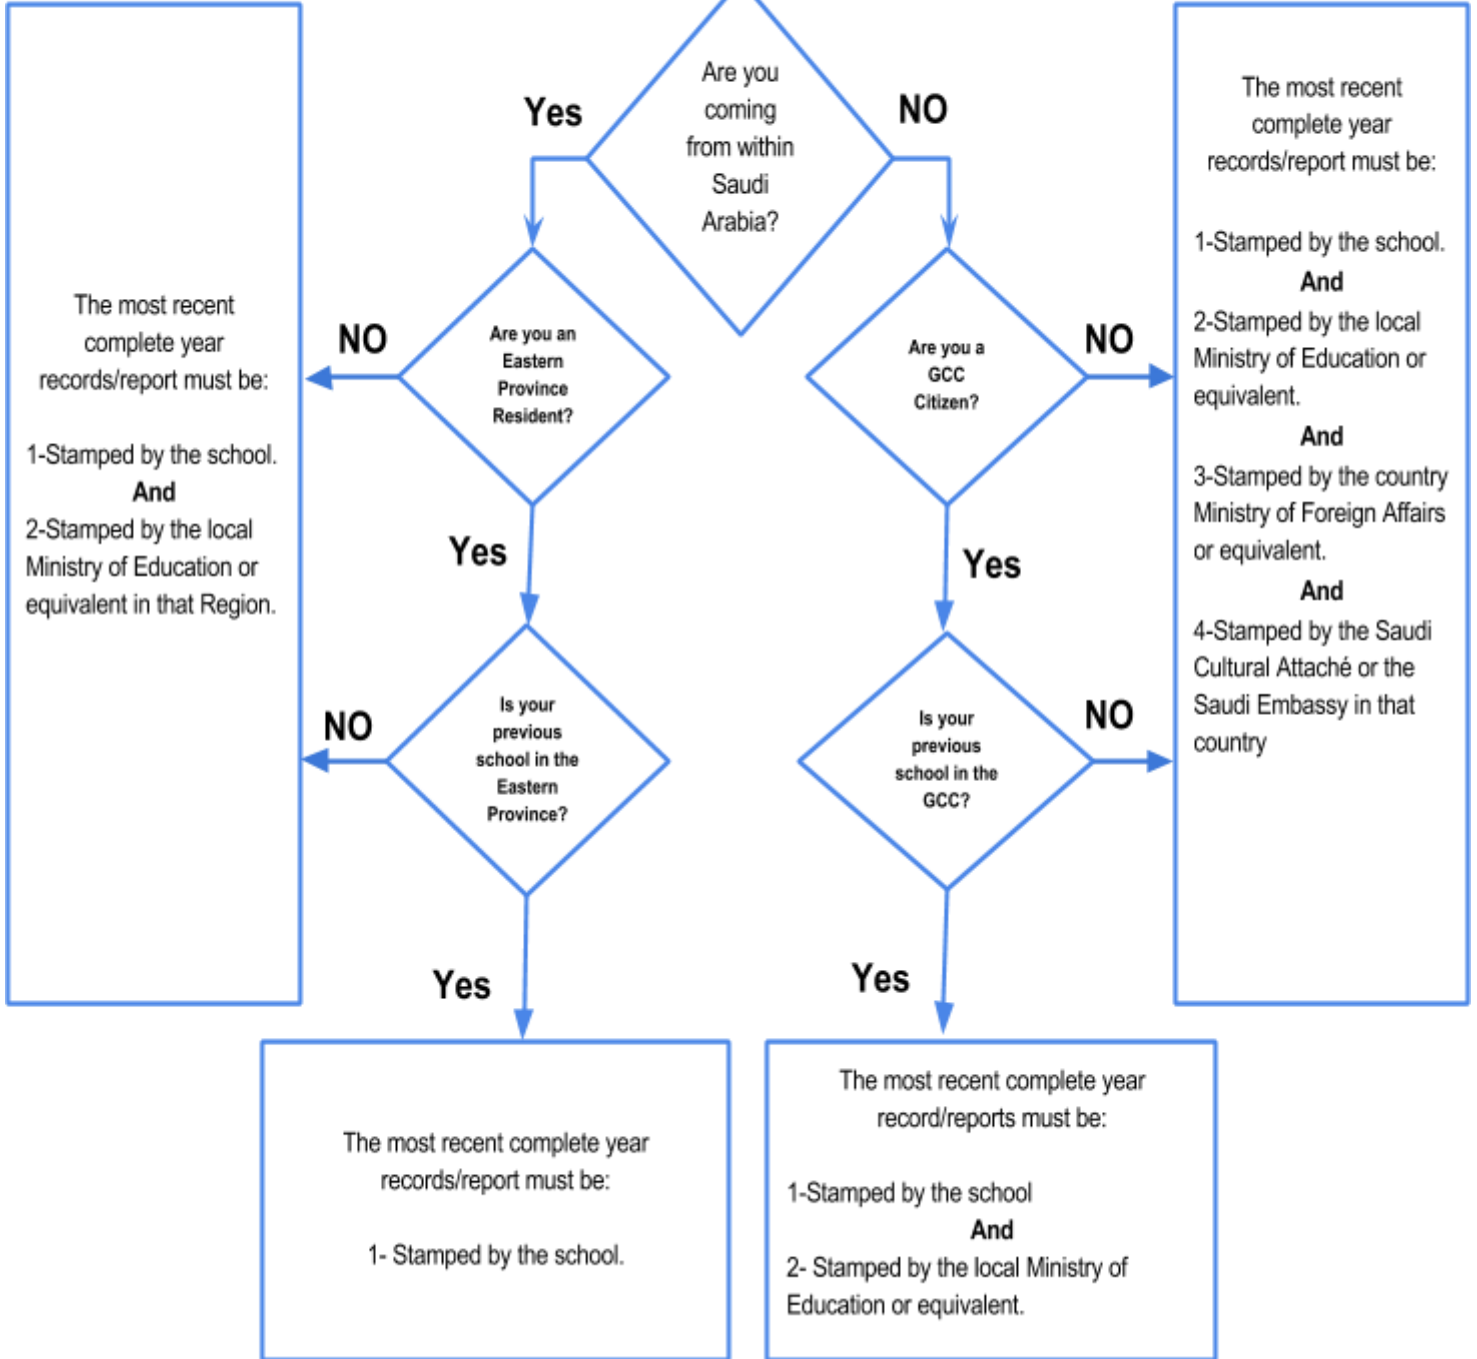 Are you
coming
from within
Saudi
Arabia?
Yes
NO
The most recent
complete year
records/report must be:
1-Stamped by the school.
And
2-Stamped by the local
Ministry of Education or
equivalent in that Region.
NO
Are you an
Eastern
Province
Resident?
Yes
NO
Is your
previous
school in the
Eastern
Province?
Yes
The most recent complete year
records/report must be:
1- Stamped by the school.
Are you a
GCC
Citizen?
NO
Yes
Is your
previous
school in the
GCC?
NO
Yes
The most recent
complete year
records/report must be:
1-Stamped by the school.
And
2-Stamped by the local
Ministry of Education or
equivalent.
And
3-Stamped by the country
Ministry of Foreign Affairs
or equivalent.
And
4-Stamped by the Saudi
Cultural Attaché or the
Saudi Embassy in that
country
The most recent complete year
record/reports must be:
1-Stamped by the school
And
2- Stamped by the local Ministry of
Education or equivalent.